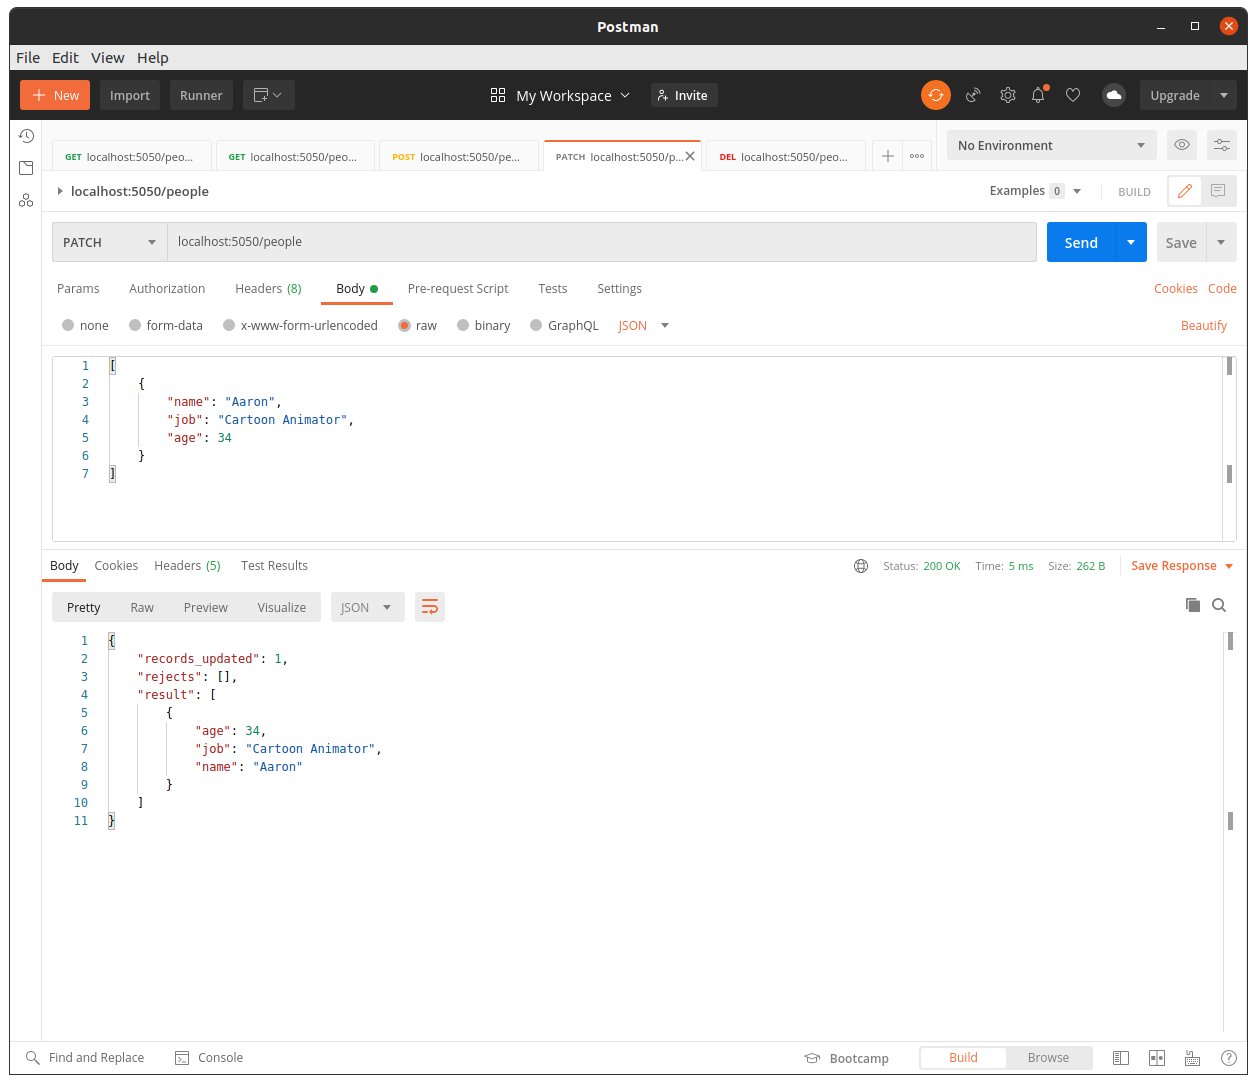 Postman
File Edit View Help
New Import Runner My Workspace Invite Upgrade
GET localhost:5050/peo... GET localhost:5050/peo... POST localhost:5050/pe... PATCH localhost:5050/p... DEL localhost:5050/peo... No Environment
localhost:5050/people Examples 0 BUILD
PATCH localhost:5050/people Send Save
Params Authorization Headers (8) Body Pre-request Script Tests Settings Cookies Code
none form-data x-www-form-urlencoded raw binary GraphQL JSON Beautify
1 [
2 {
3 "name": "Aaron",
4 "job": "Cartoon Animator",
5 "age": 34
6 }
7 ]
Body Cookies Headers (5) Test Results Status: 200 OK Time: 5 ms Size: 262 B Save Response
Pretty Raw Preview Visualize JSON
1 {
2 "records_updated": 1,
3 "rejects": [],
4 "result": [
5 {
6 "age": 34,
7 "job": "Cartoon Animator",
8 "name": "Aaron"
9 }
10 ]
11 }
Find and Replace Console Bootcamp Build Browse